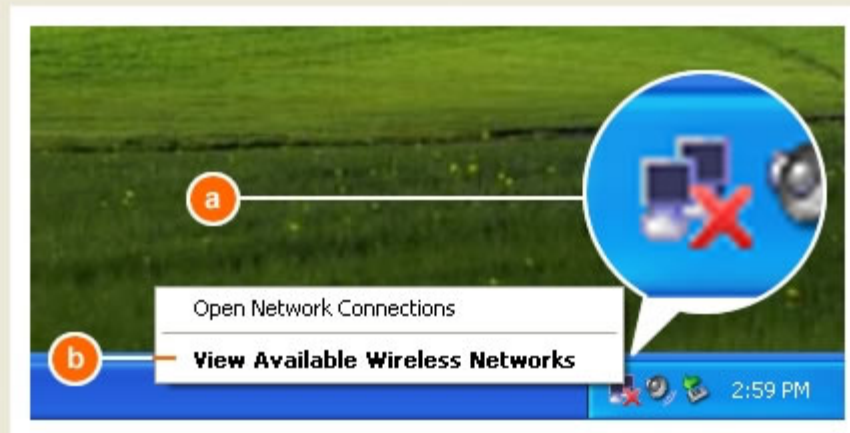 a
Open Network Connections
b
View Available Wireless Networks
2:59 PM